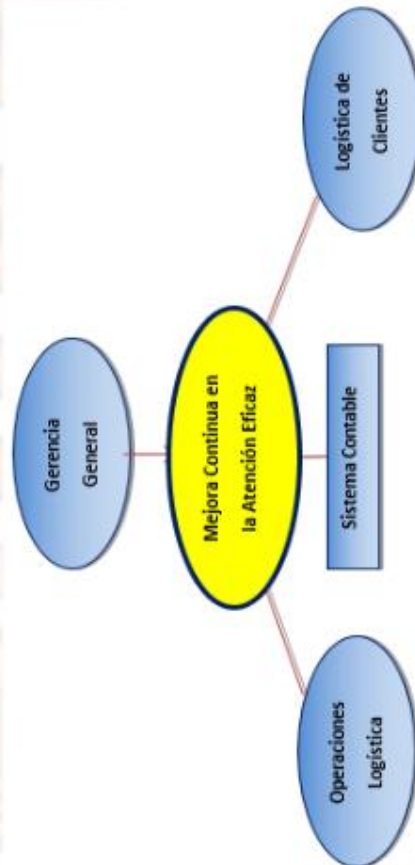 Gerencia
General
Mejora Continua en
la Atención Eficaz
Operaciones
Logística
Sistema Contable
Logística de
Clientes